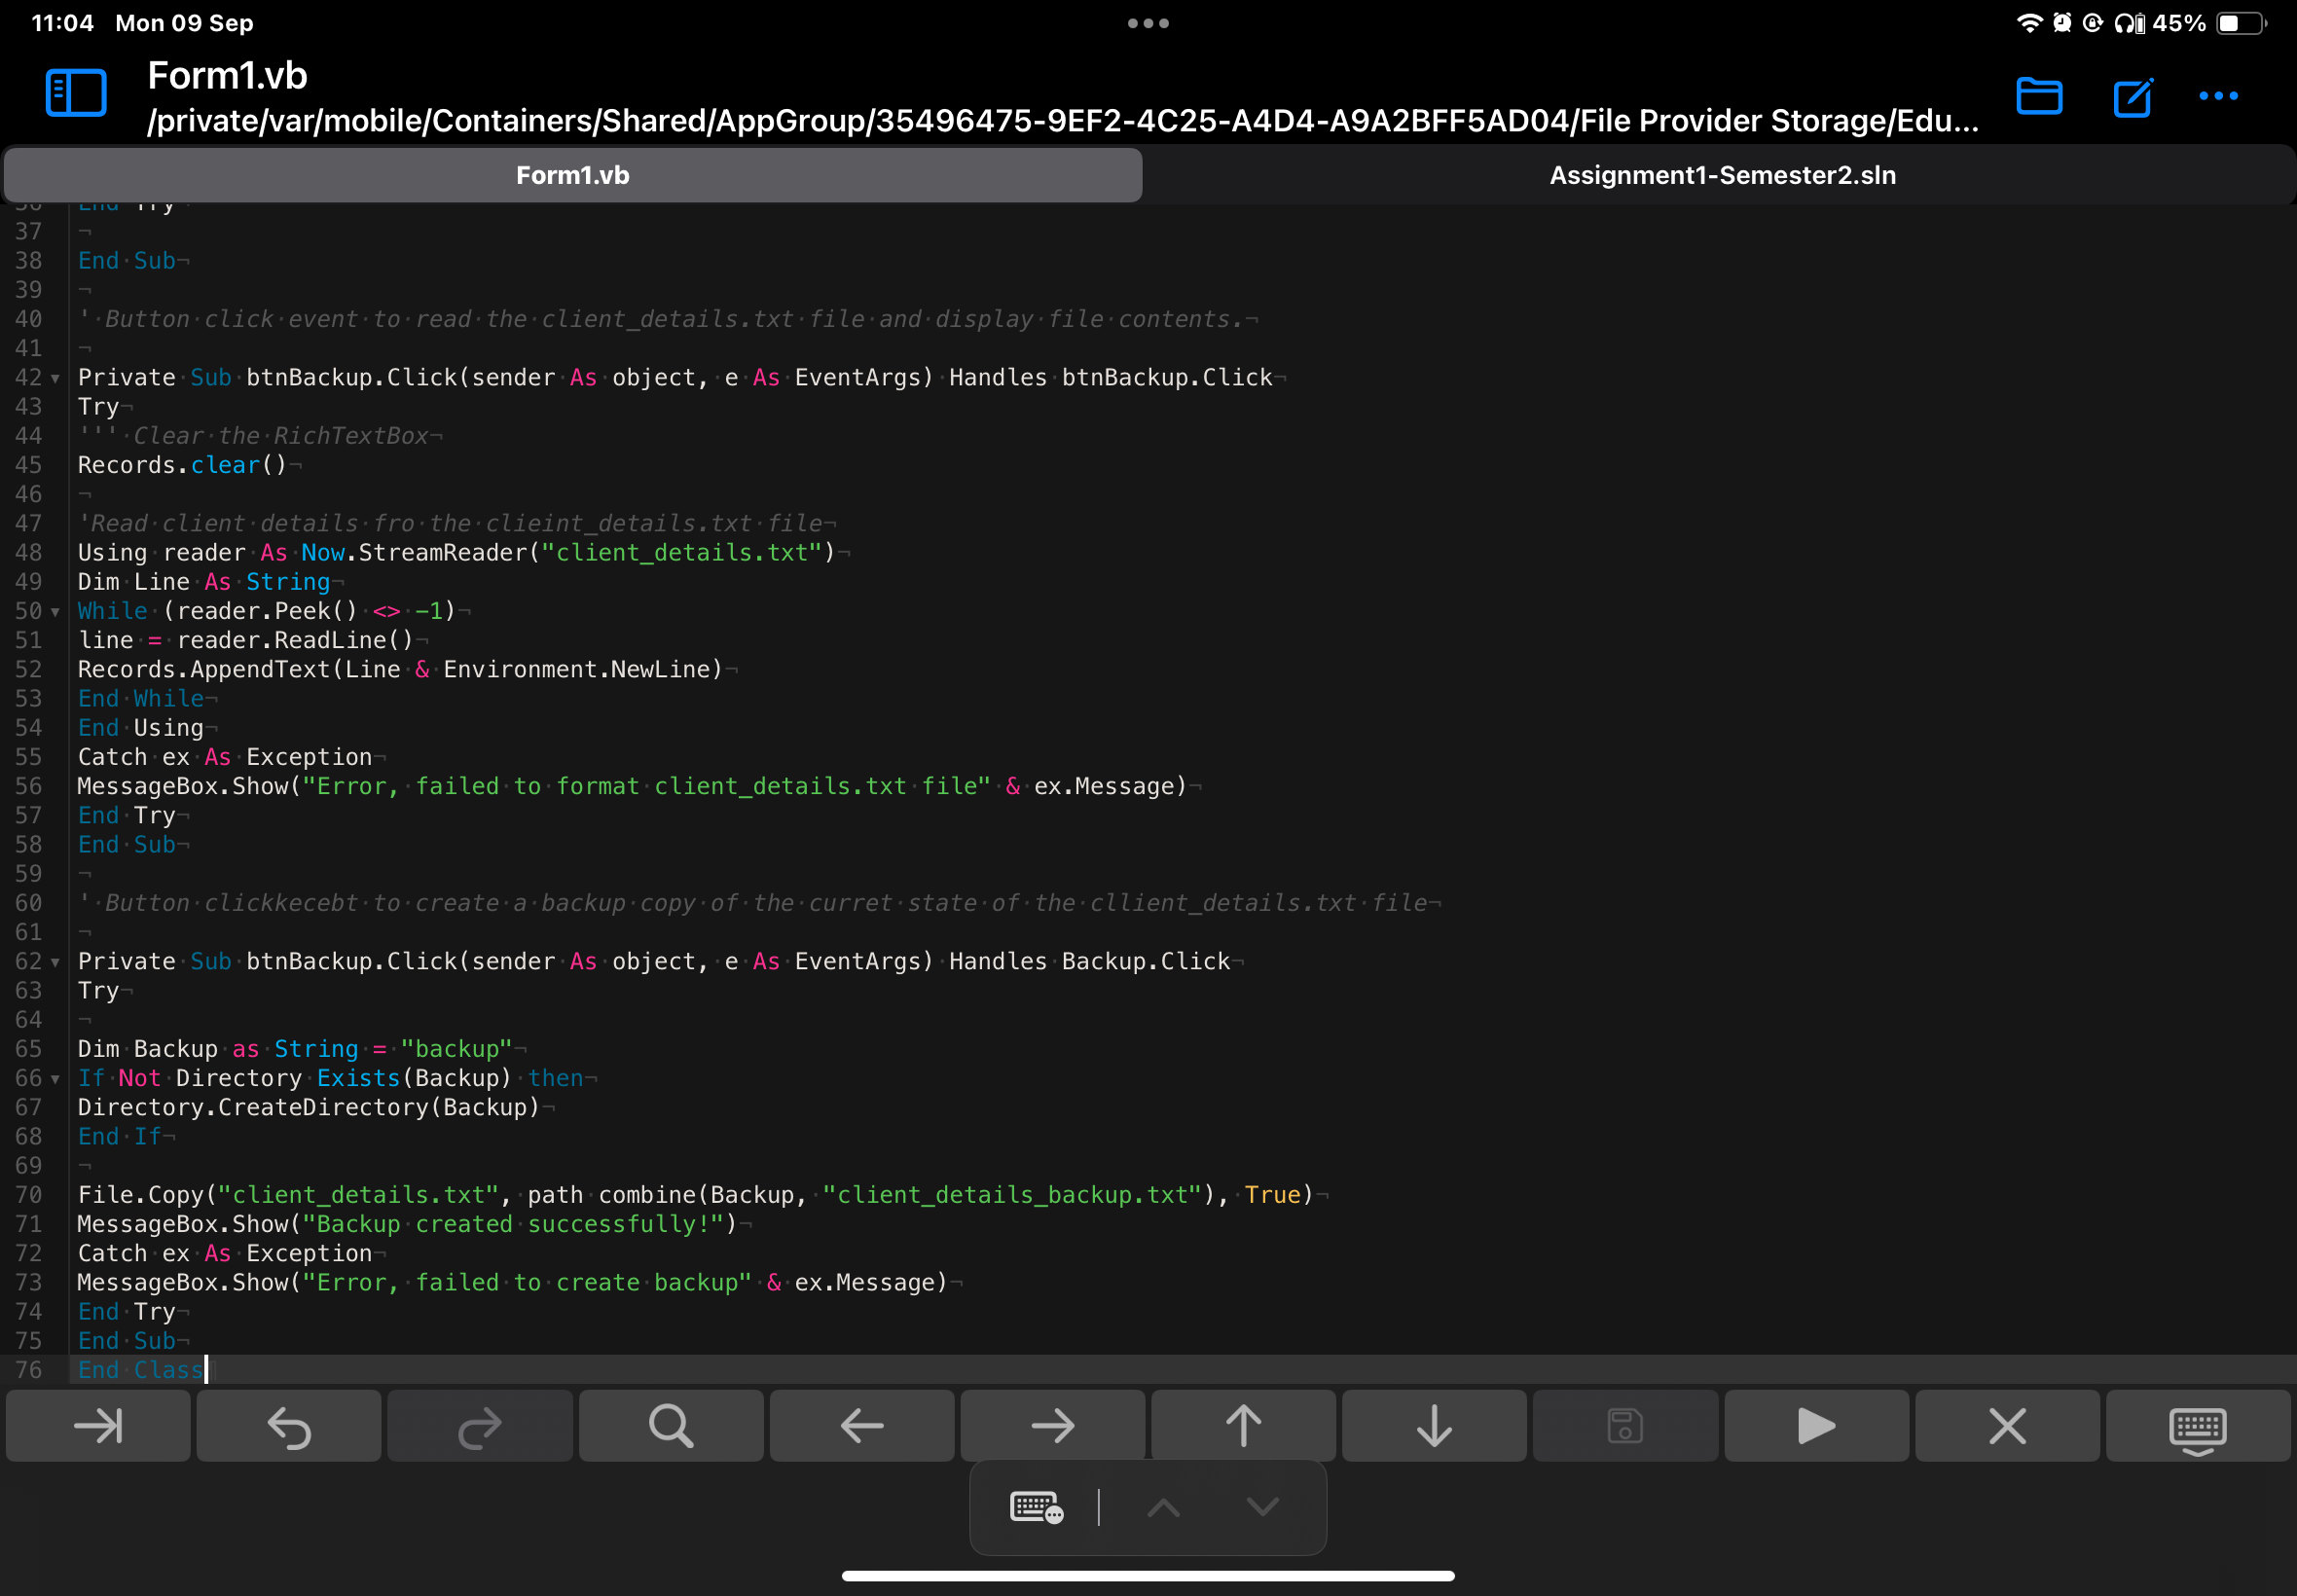 11:04 Mon 09 Sep
45%
Form1.vb
/private/var/mobile/Containers/Shared/AppGroup/35496475-9EF2-4C25-A4D4-A9A2BFF5AD04/File Provider Storage/Edu...
Form1.vb
Assignment1-Semester2.sln
36 End Try
37
38 End Sub
39
40 ' Button click event to read the client_details.txt file and display file contents.
41
42 Private Sub btnBackup.Click(sender As object, e As EventArgs) Handles btnBackup.Click
43 Try
44 ''' Clear the RichTextBox
45 Records.clear()
46
47 'Read client details fro the clieint_details.txt file
48 Using reader As Now.StreamReader("client_details.txt")
49 Dim Line As String
50 While (reader.Peek() <> -1)
51 line = reader.ReadLine()
52 Records.AppendText(Line & Environment.NewLine)
53 End While
54 End Using
55 Catch ex As Exception
56 MessageBox.Show("Error, failed to format client_details.txt file" & ex.Message)
57 End Try
58 End Sub
59
60 ' Button clickkecebt to create a backup copy of the curret state of the cllient_details.txt file
61
62 Private Sub btnBackup.Click(sender As object, e As EventArgs) Handles Backup.Click
63 Try
64
65 Dim Backup as String = "backup"
66 If Not Directory Exists(Backup) then
67 Directory.CreateDirectory(Backup)
68 End If
69
70 File.Copy("client_details.txt", path combine(Backup, "client_details_backup.txt"), True)
71 MessageBox.Show("Backup created successfully!")
72 Catch ex As Exception
73 MessageBox.Show("Error, failed to create backup" & ex.Message)
74 End Try
75 End Sub
76 End Class